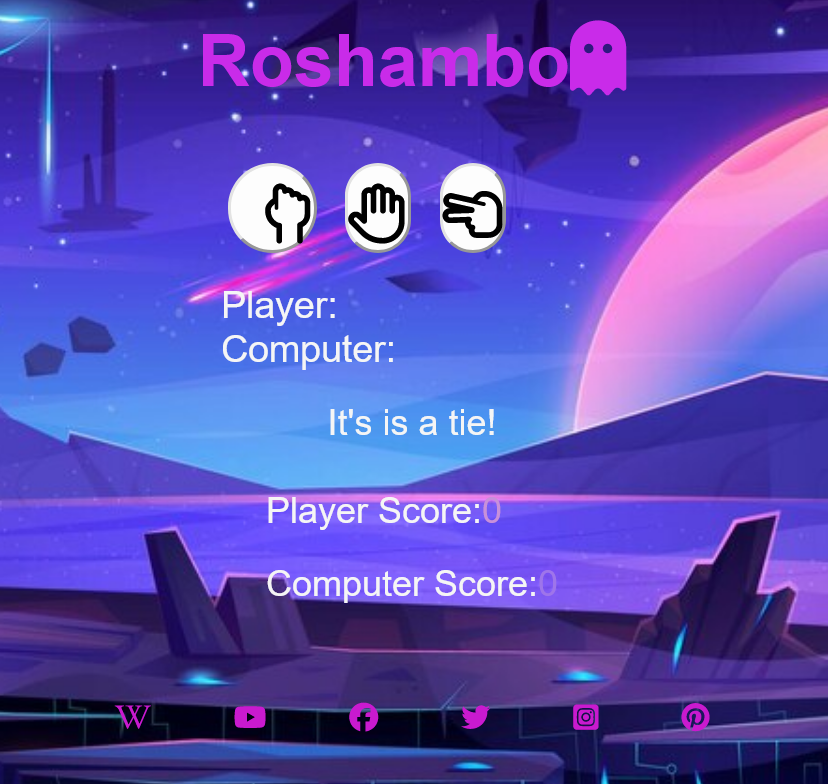 Roshambo
Player:
Computer:
It's is a tie!
Player Score:0
Computer Score:0